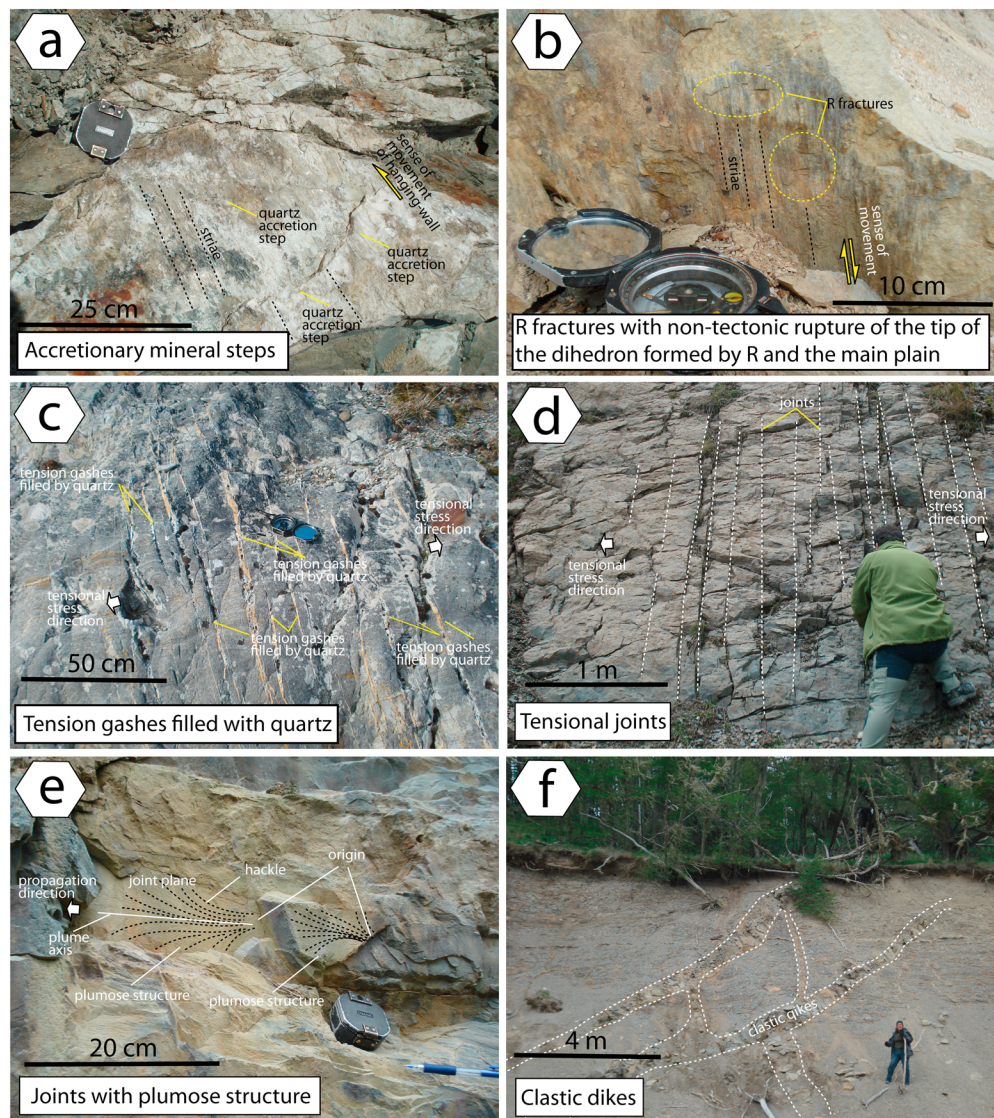 a
sense of
movement
of hanging-wall
quartz
accretion
step
quartz
accretion
step
striae
quartz
accretion
step
25 cm
Accretionary mineral steps
b
R fractures
striae
sense of
movement
10 cm
R fractures with non-tectonic rupture of the tip of
the dihedron formed by R and the main plain
c
tension gashes
filled by quartz
tensional
stress
direction
tension gashes
filled by quartz
tensional
stress
direction
tension gashes
filled by quartz
tension gashes
filled by quartz
50 cm
Tension gashes filled with quartz
d
joints
tensional
stress
direction
tensional
stress
direction
1 m
Tensional joints
e
origin
hackle
joint plane
propagation
direction
plume
axis
plumose structure
plumose structure
20 cm
Joints with plumose structure
f
clastic qikes
4 m
Clastic dikes